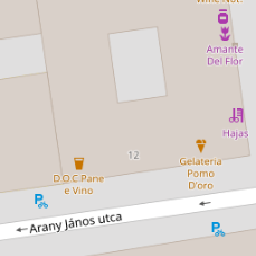 Amante
Del Flor
Hajas
12
Gelateria
Pomo
D'oro
D.O.C Pane
e Vino
Arany János utca